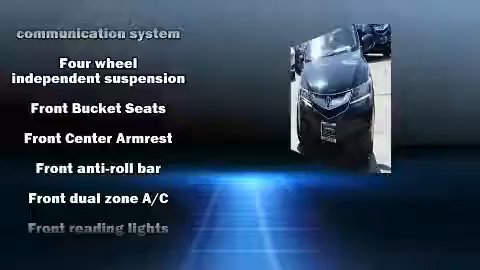 communication system
Four wheel
independent suspension
Front Bucket Seats
Front Center Armrest
Front anti-roll bar
Front dual zone A/C
Front reading lights